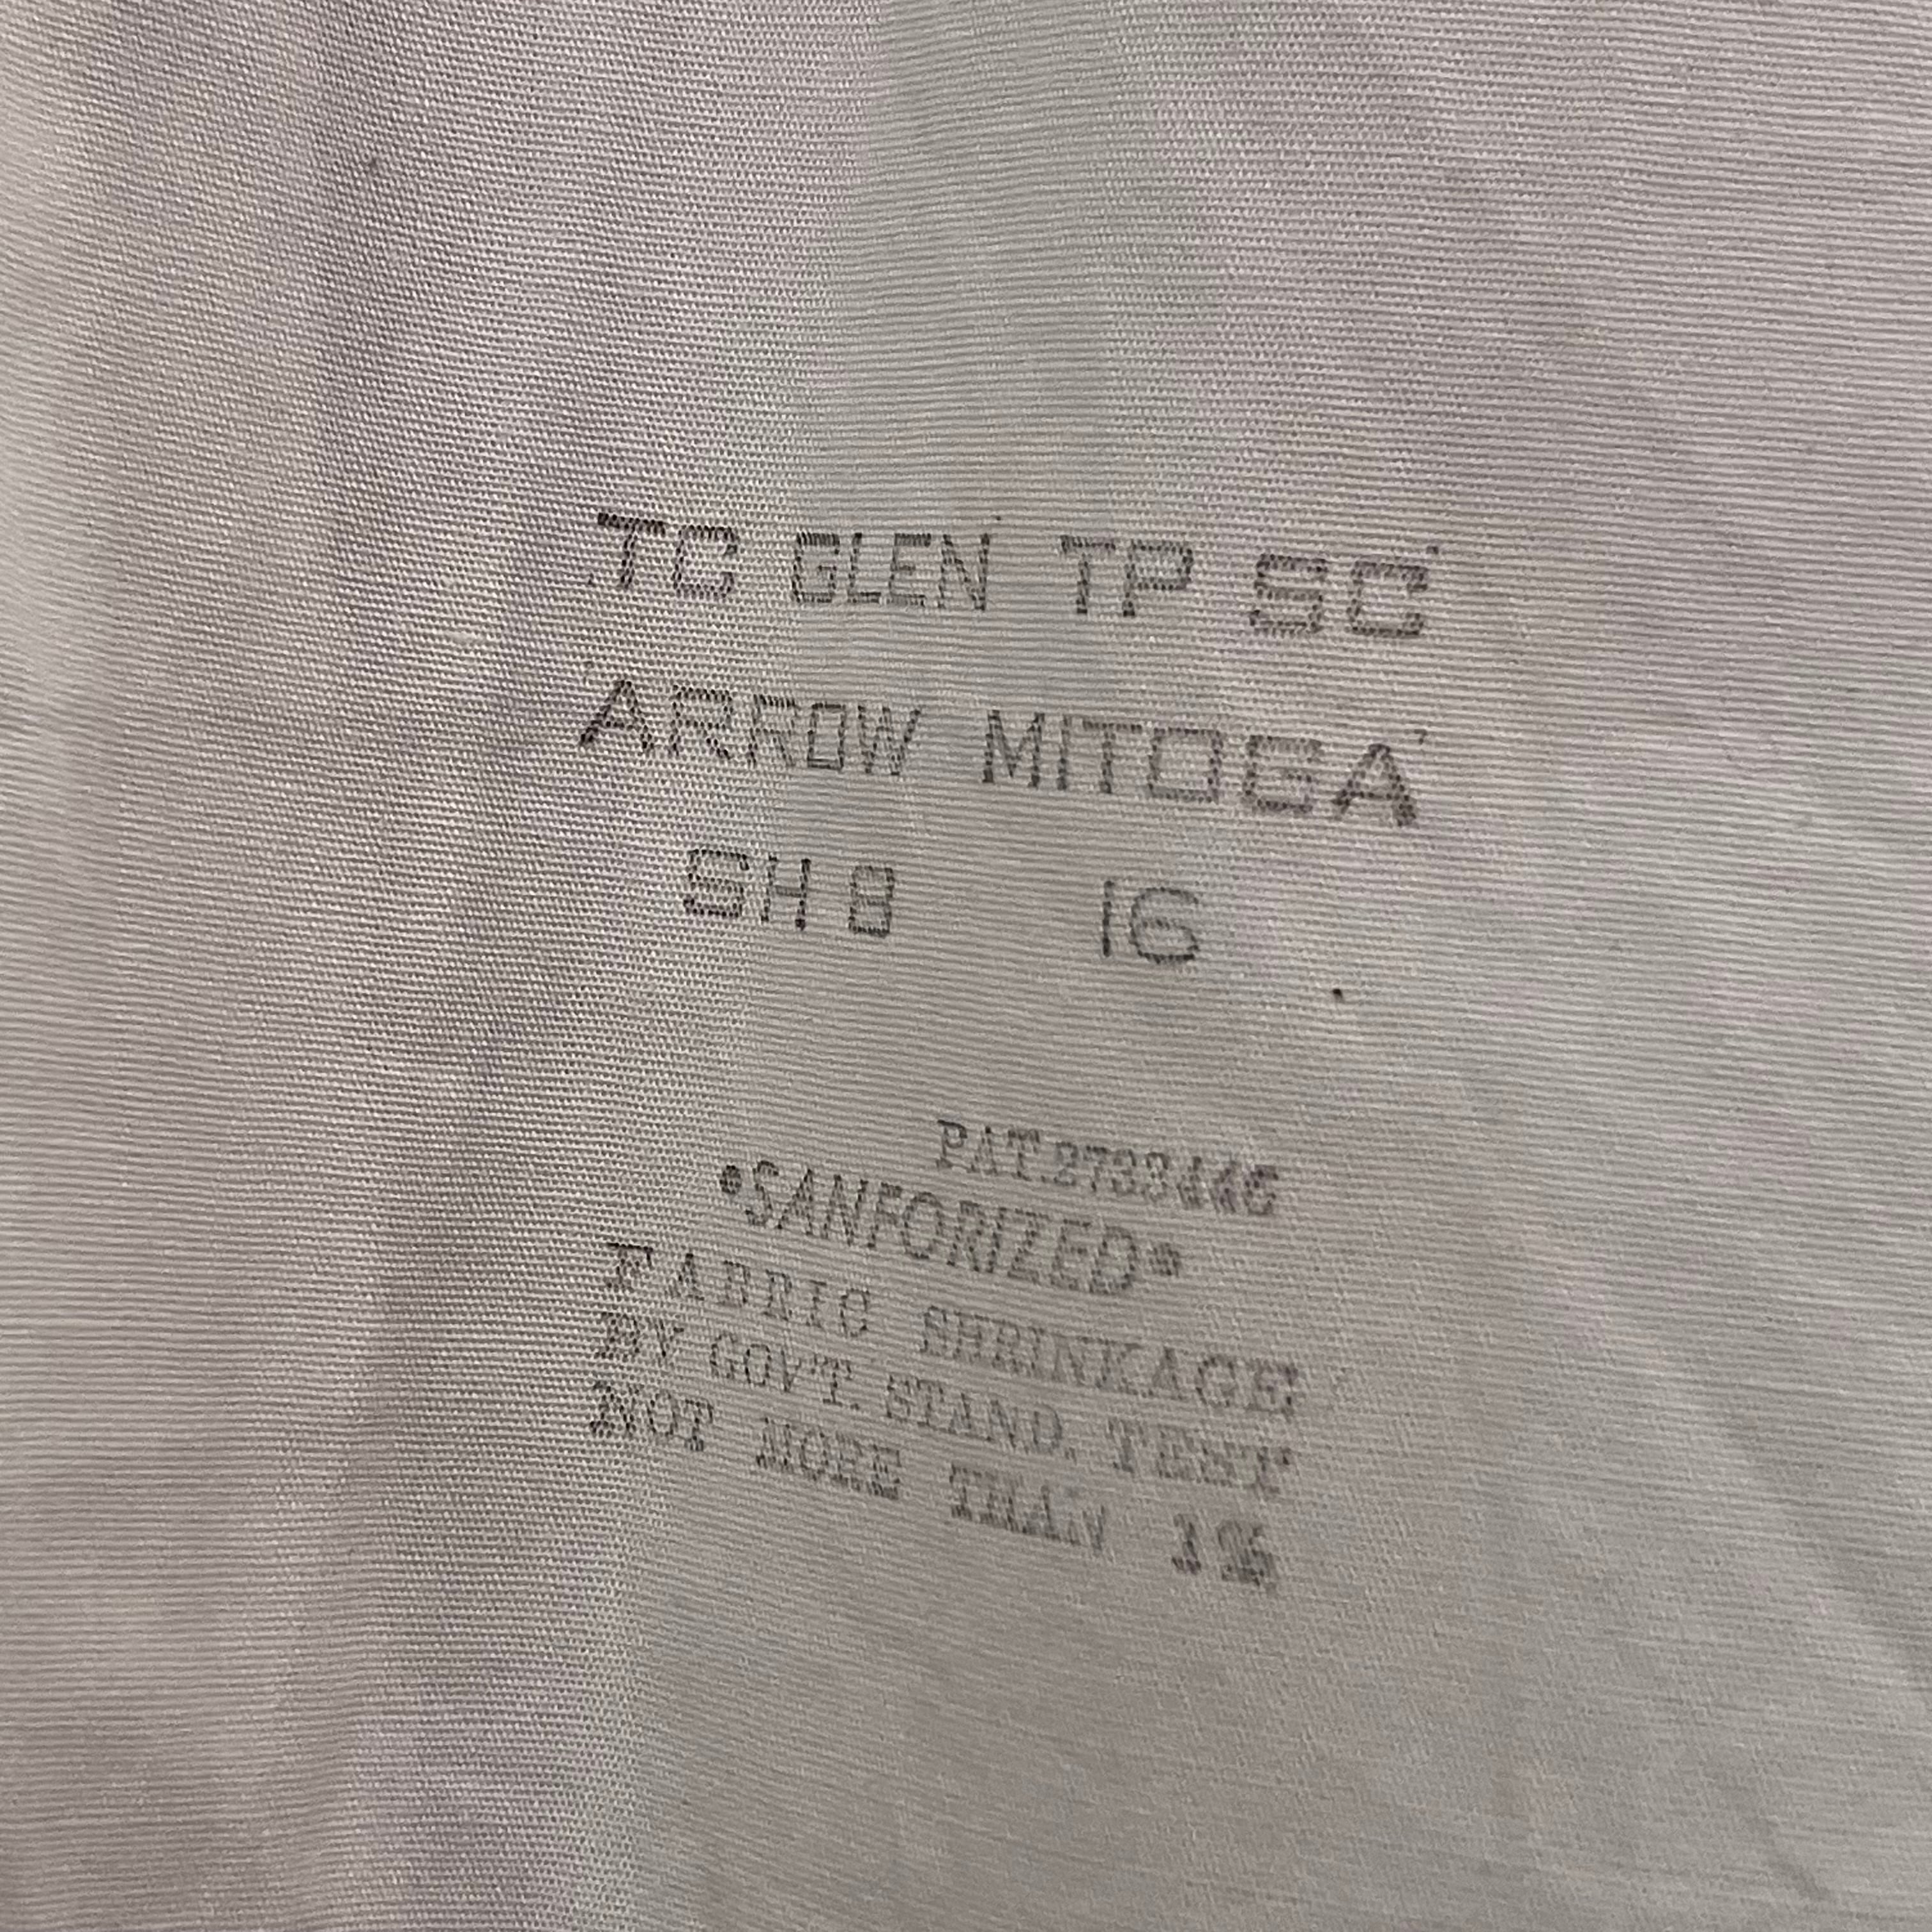 TC GLEN TP SC
ARROW MITOGA
SH 8 16
PAT.2733446
•SANFORIZED•
FABRIC SHRINKAGE
BY GOV'T. STAND. TEST
NOT MORE THAN 1%